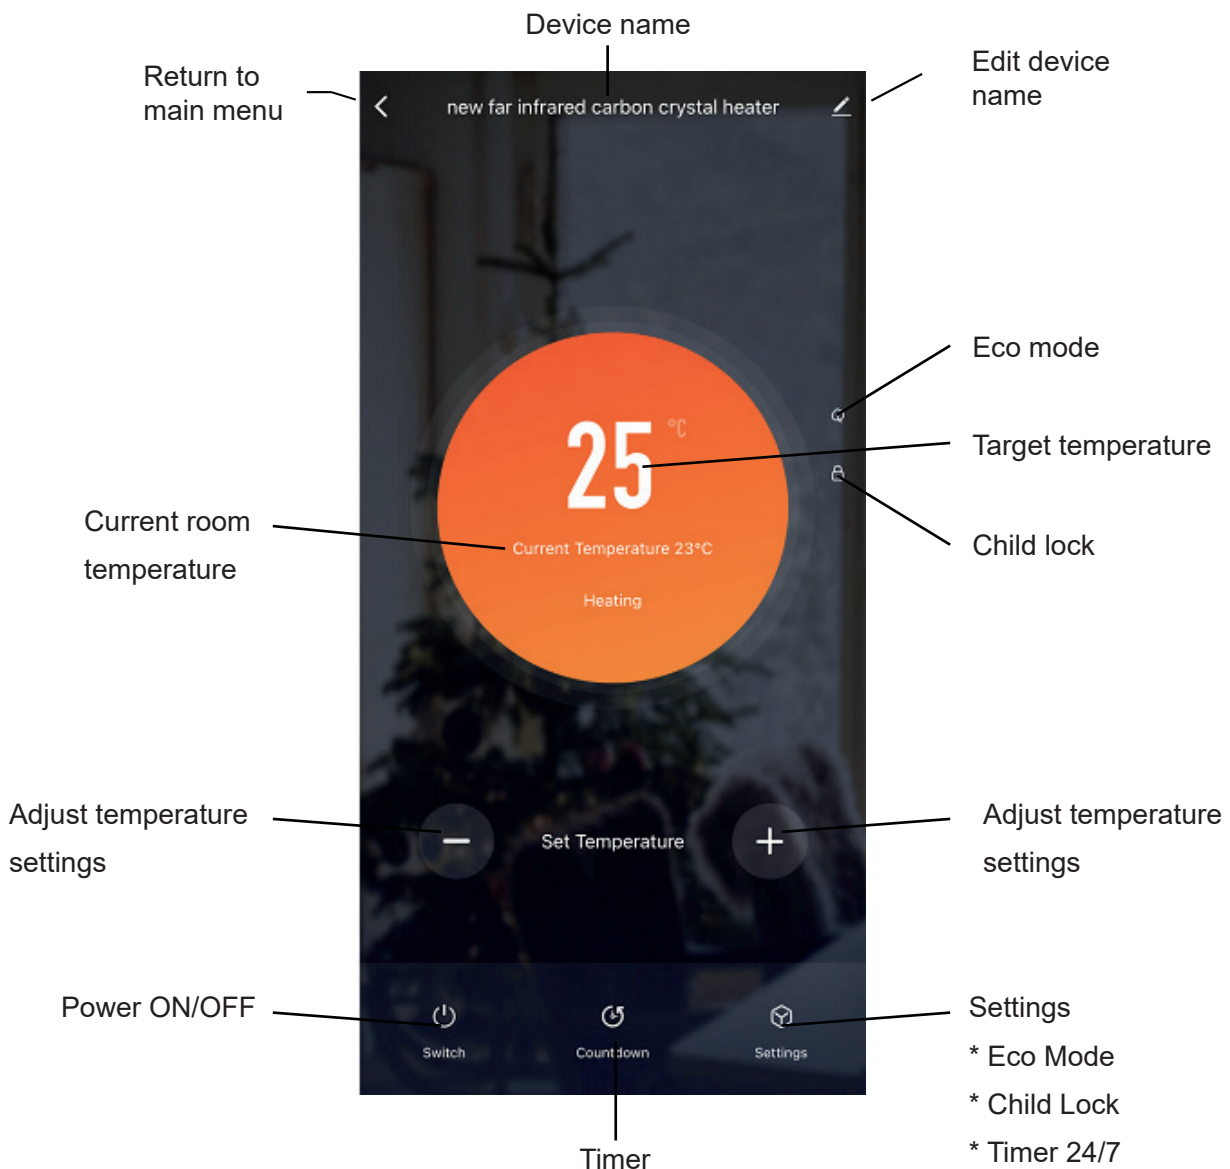 Device name
Return to
main menu
Edit device
name
new far infrared carbon crystal heater
Eco mode
25 °C
Target temperature
Current room
temperature
Current Temperature 23°C
Child lock
Heating
Adjust temperature
settings
Set Temperature
Adjust temperature
settings
Power ON/OFF
Switch
Countdown
Settings
Settings
* Eco Mode
* Child Lock
* Timer 24/7
Timer